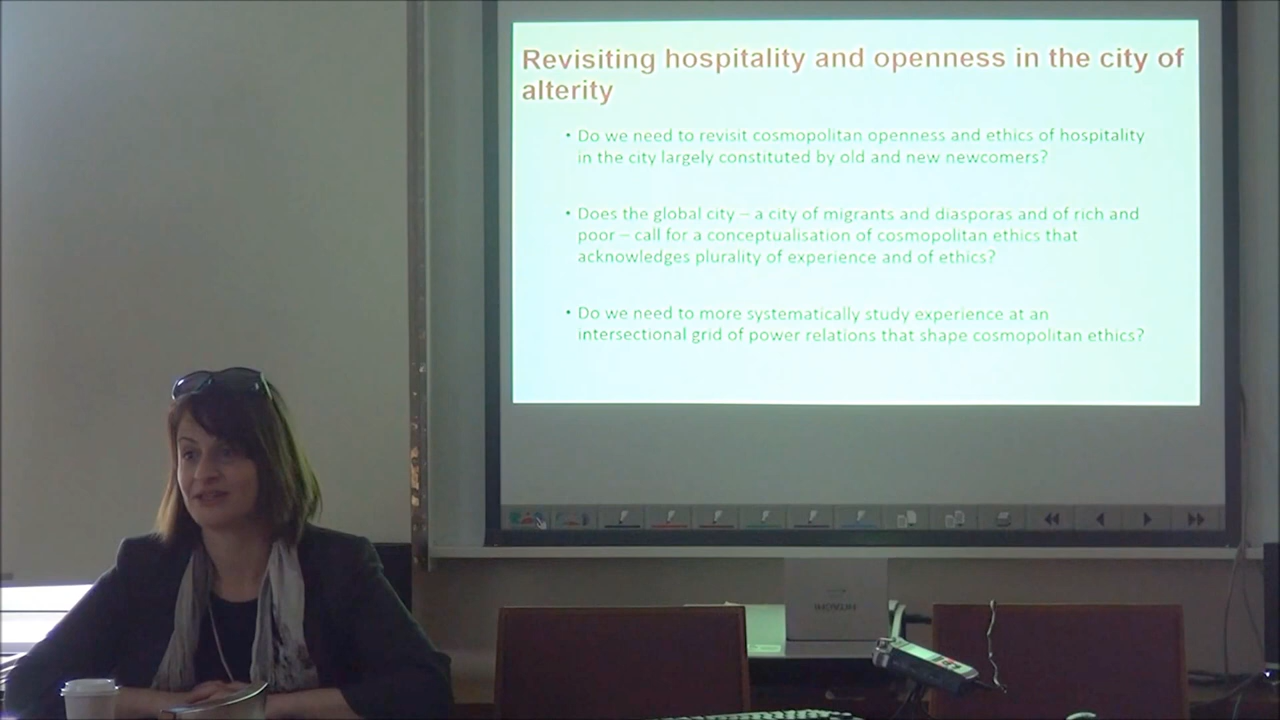 Revisiting hospitality and openness in the city of
alterity
• Do we need to revisit cosmopolitan openness and ethics of hospitality
in the city largely constituted by old and new newcomers?
• Does the global city – a city of migrants and diasporas and of rich and
poor – call for a conceptualisation of cosmopolitan ethics that
acknowledges plurality of experience and of ethics?
• Do we need to more systematically study experience at an
intersectional grid of power relations that shape cosmopolitan ethics?